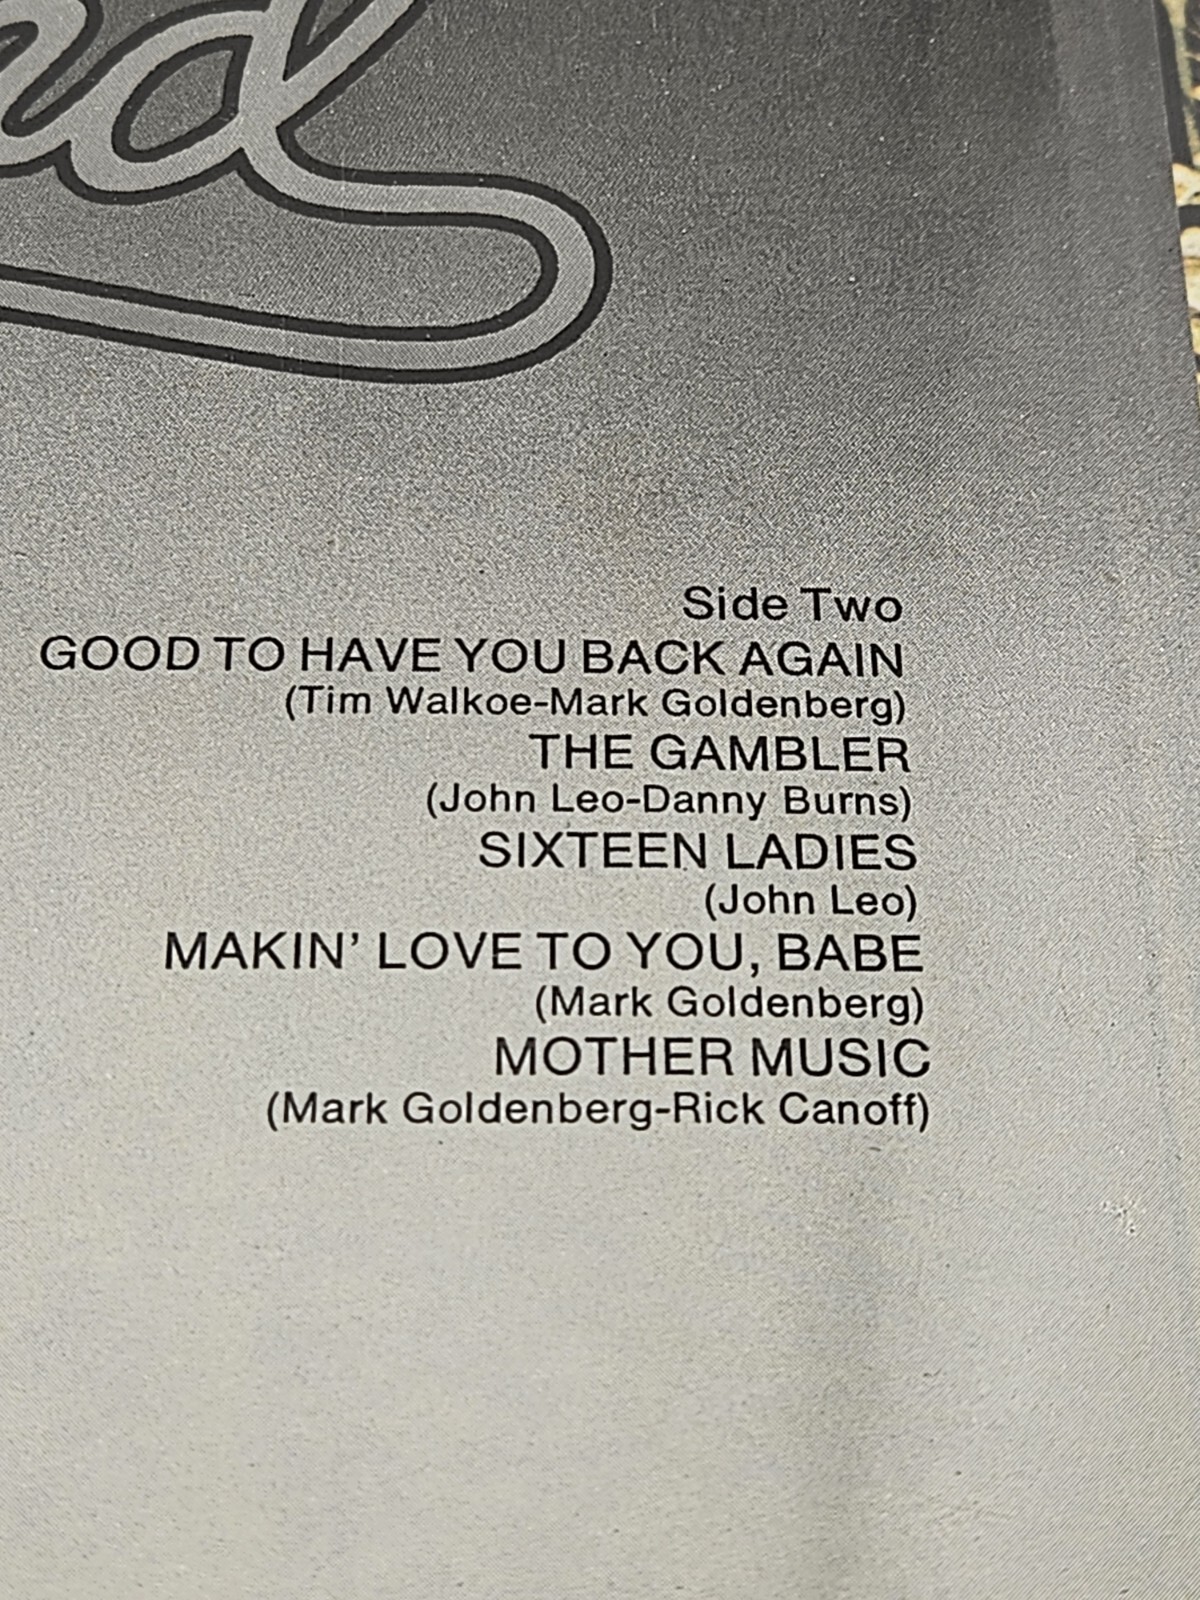 nd
Side Two
GOOD TO HAVE YOU BACK AGAIN
(Tim Walkoe-Mark Goldenberg)
THE GAMBLER
(John Leo-Danny Burns)
SIXTEEN LADIES
(John Leo)
MAKIN' LOVE TO YOU, BABE
(Mark Goldenberg)
MOTHER MUSIC
(Mark Goldenberg-Rick Canoff)